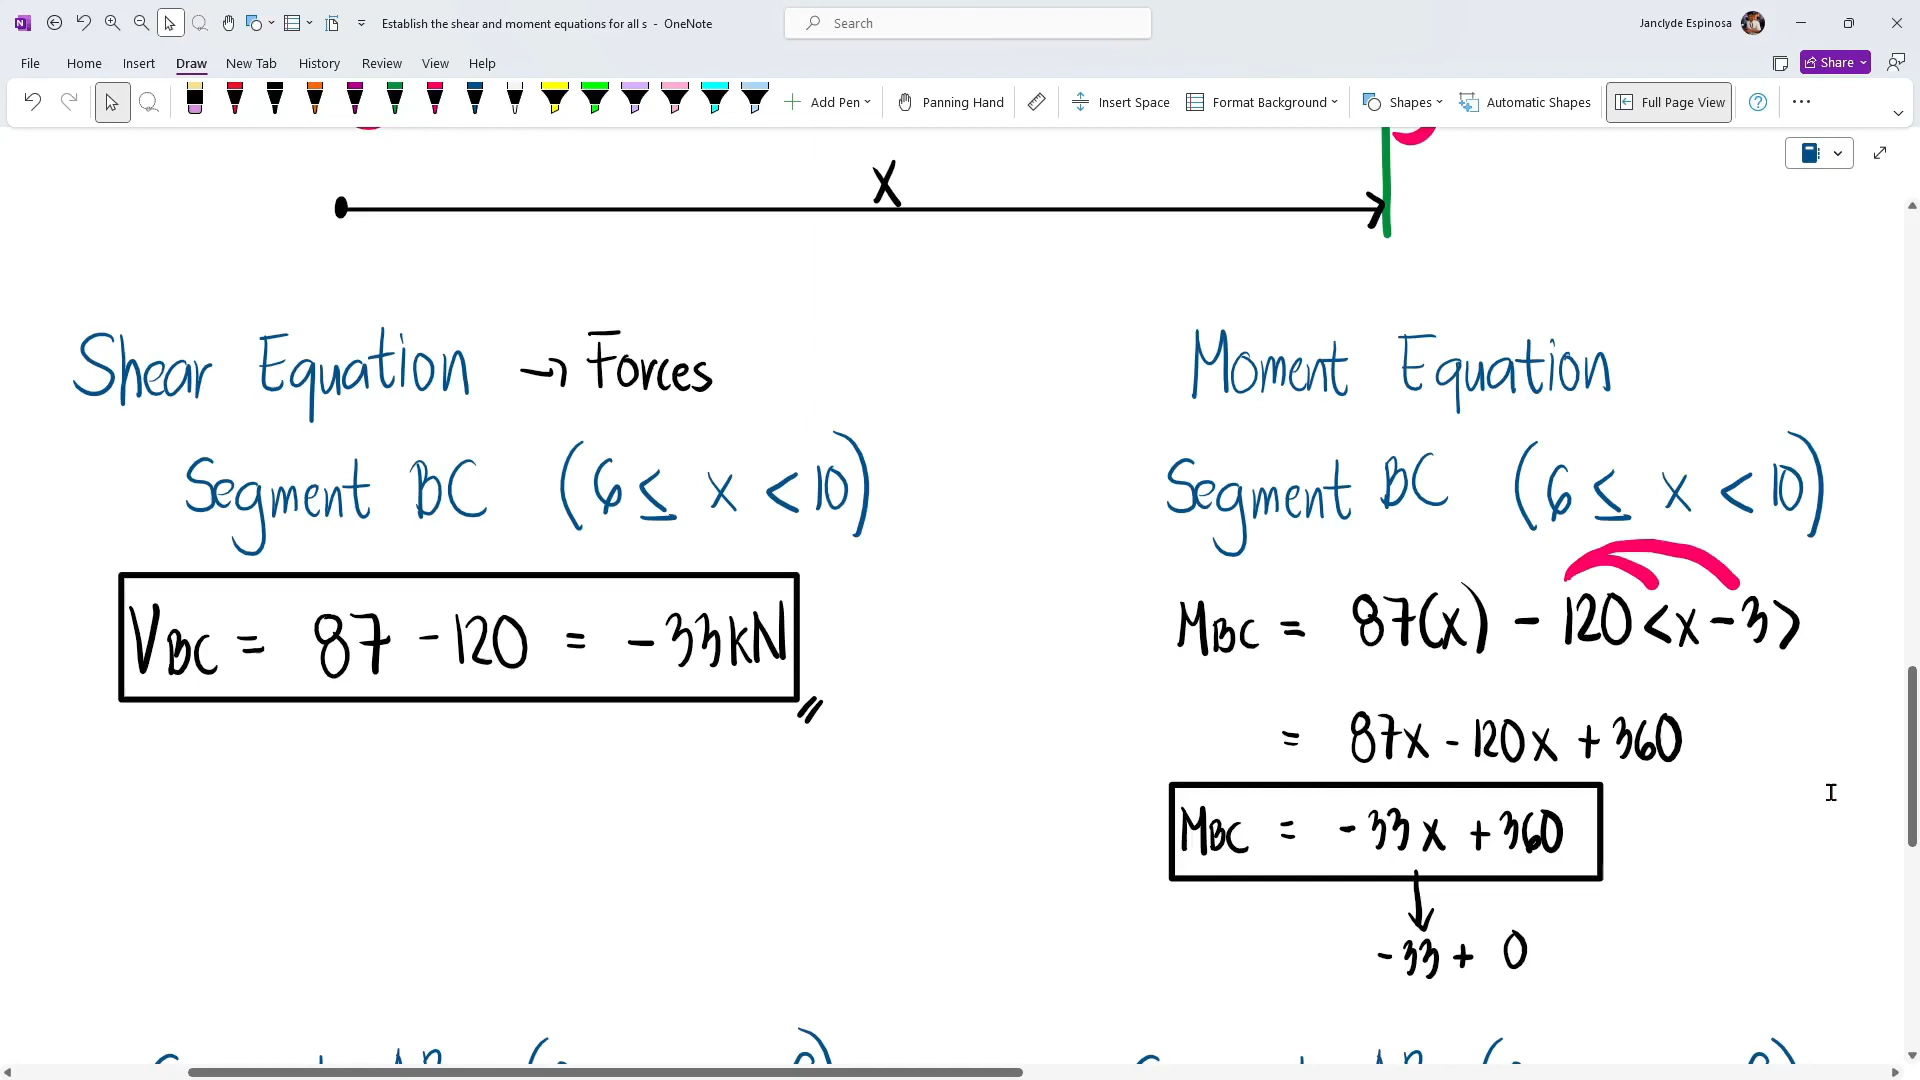 Establish the shear and moment equations for all s - OneNote
Search
Janclyde Espinosa
File Home Insert Draw New Tab History Review View Help
Share
Add Pen
Panning Hand
Insert Space
Format Background
Shapes
Automatic Shapes
Full Page View
X
Shear Equation → Forces
Segment BC (6 ≤ x < 10)
VBC = 87 - 120 = -33kN
Moment Equation
Segment BC (6 ≤ x < 10)
MBC = 87(x) - 120<x - 3>
= 87x - 120x + 360
MBC = -33x + 360
-33 + 0